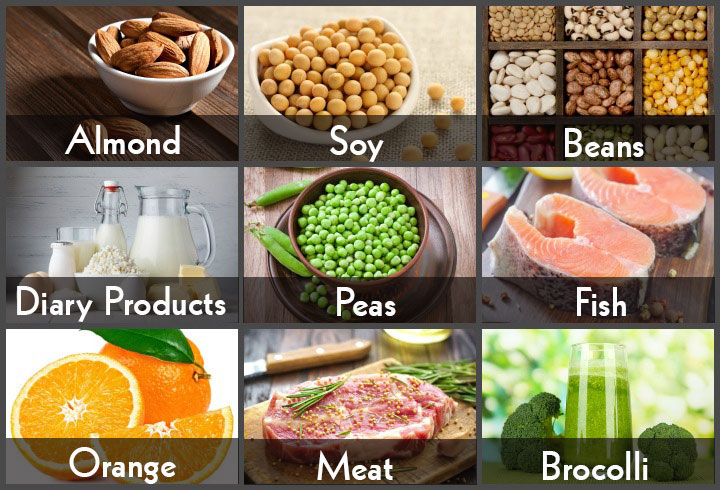 Almond
Soy
Beans
Diary Products
Peas
Fish
Orange
Meat
Brocolli